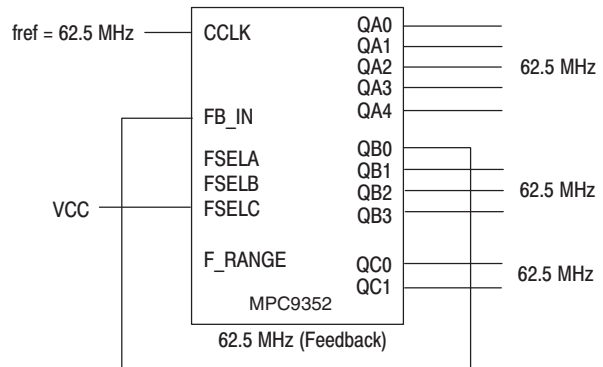 fref = 62.5 MHz
CCLK
FB_IN
FSELA
FSELB
VCC
FSELC
F_RANGE
MPC9352
QA0
QA1
QA2
QA3
QA4
62.5 MHz
QB0
QB1
QB2
QB3
62.5 MHz
QC0
QC1
62.5 MHz
62.5 MHz (Feedback)